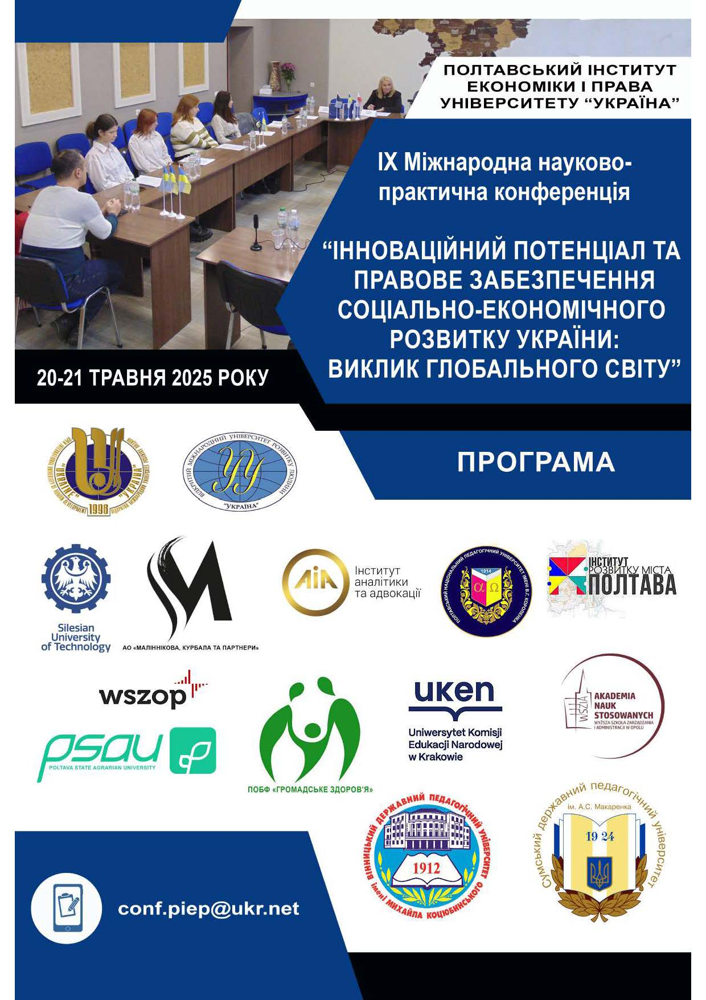 ПОЛТАВСЬКИЙ ІНСТИТУТ
ЕКОНОМІКИ І ПРАВА
УНІВЕРСИТЕТУ “УКРАЇНА”
IX Міжнародна науково-
практична конференція
“ІННОВАЦІЙНИЙ ПОТЕНЦІАЛ ТА
ПРАВОВЕ ЗАБЕЗПЕЧЕННЯ
СОЦІАЛЬНО-ЕКОНОМІЧНОГО
РОЗВИТКУ УКРАЇНИ:
ВИКЛИК ГЛОБАЛЬНОГО СВІТУ”
20-21 ТРАВНЯ 2025 РОКУ
ПРОГРАМА
"UKRAINE" "УКРАЇНА"
1998
ВІДКРИТИЙ МІЖНАРОДНИЙ УНІВЕРСИТЕТ РОЗВИТКУ ЛЮДИНИ
УУ
"УКРАЇНА"
Silesian
University
of Technology
М
АО «МАЛІННІКОВА, КУРБАЛА ТА ПАРТНЕРИ»
АіА
Інститут
аналітики
та адвокації
ПОЛТАВСЬКИЙ НАЦІОНАЛЬНИЙ ПЕДАГОГІЧНИЙ УНІВЕРСИТЕТ ІМЕНІ В.Г. КОРОЛЕНКА
1914
α Ω
ІНСТИТУТ
РОЗВИТКУ МІСТА
ПОЛТАВА
wszop
psau
POLTAVA STATE AGRARIAN UNIVERSITY
ПОБФ «ГРОМАДСЬКЕ ЗДОРОВ'Я»
uken
Uniwersytet Komisji
Edukacji Narodowej
w Krakowie
WSZIA
AKADEMIA
NAUK
STOSOWANYCH
WYŻSZA SZKOŁA ZARZĄDZANIA
I ADMINISTRACJI W OPOLU
ВІННИЦЬКИЙ ДЕРЖАВНИЙ ПЕДАГОГІЧНИЙ УНІВЕРСИТЕТ
1912
імені МИХАЙЛА КОЦЮБИНСЬКОГО
Сумський державний педагогічний університет
ім. А.С. Макаренка
19 24
conf.piep@ukr.net